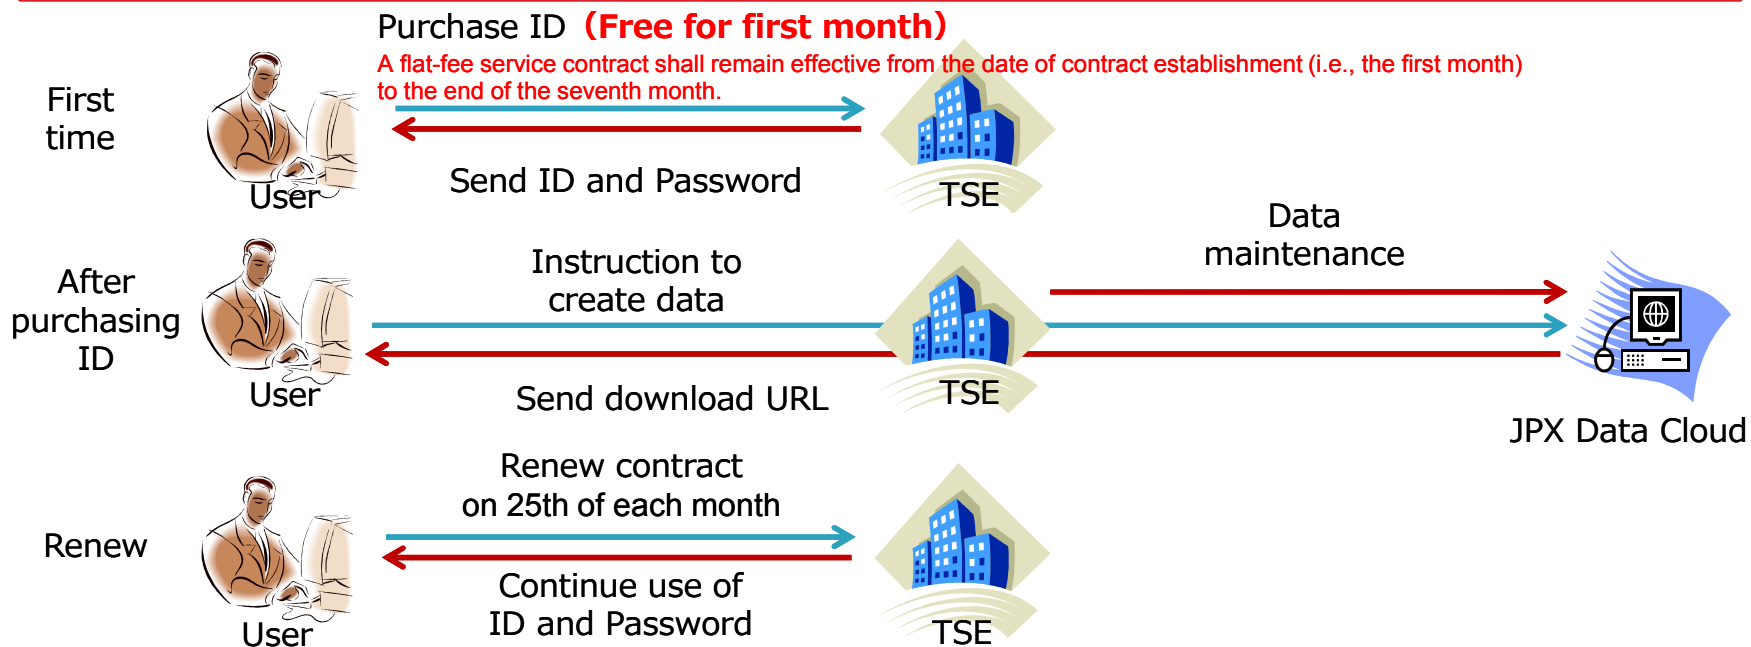 Purchase ID（Free for first month）
A flat-fee service contract shall remain effective from the date of contract establishment (i.e., the first month)
to the end of the seventh month.
First
time
Send ID and Password
User
TSE
Data
maintenance
After
purchasing
ID
Instruction to
create data
Send download URL
User
TSE
JPX Data Cloud
Renew
Renew contract
on 25th of each month
Continue use of
ID and Password
User
TSE